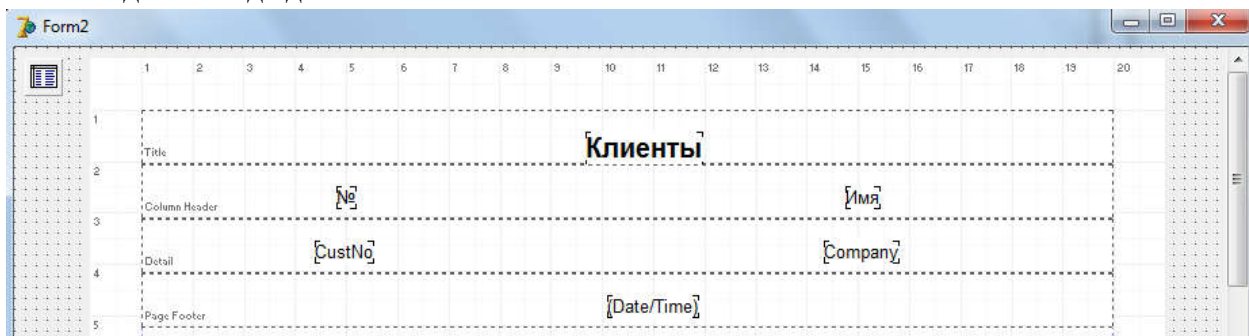 Form2
1 2 3 4 5 6 7 8 9 10 11 12 13 14 15 16 17 18 19 20
1
Title Клиенты
2
Column Header № Имя
3
Detail CustNo Company
4
Page Footer (Date/Time)
5